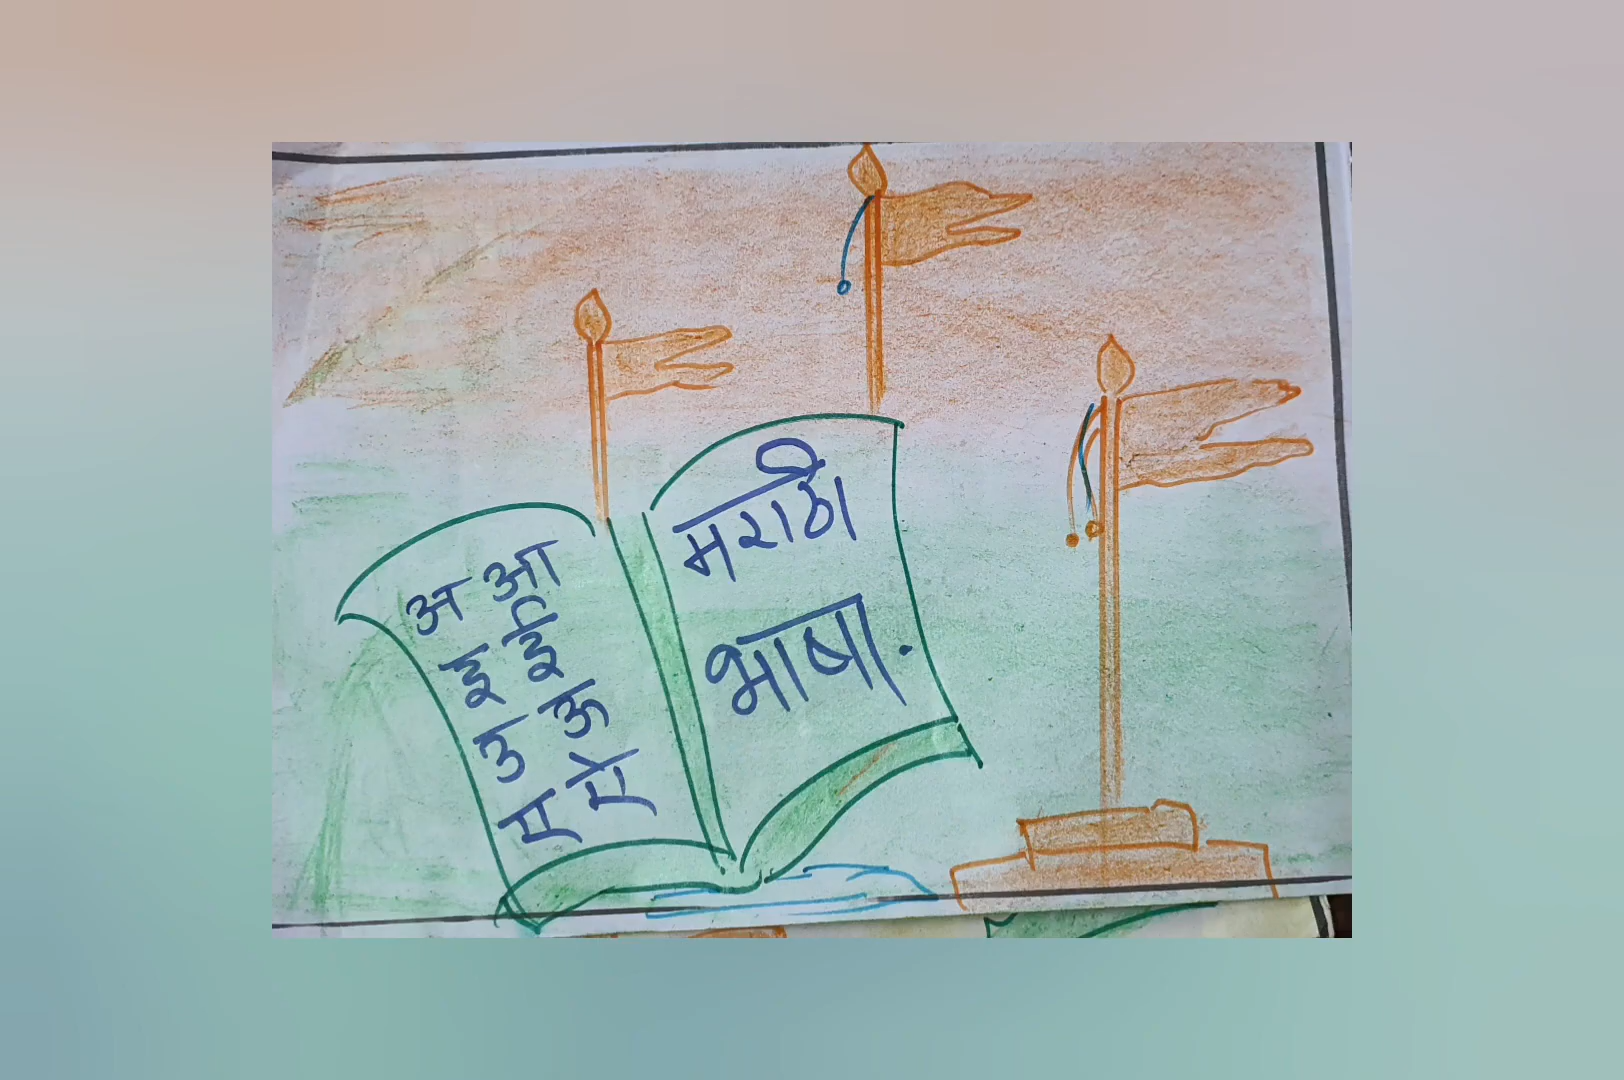 अ आ
इ ई
उ ऊ
ए ऐ
मराठी
भाषा.